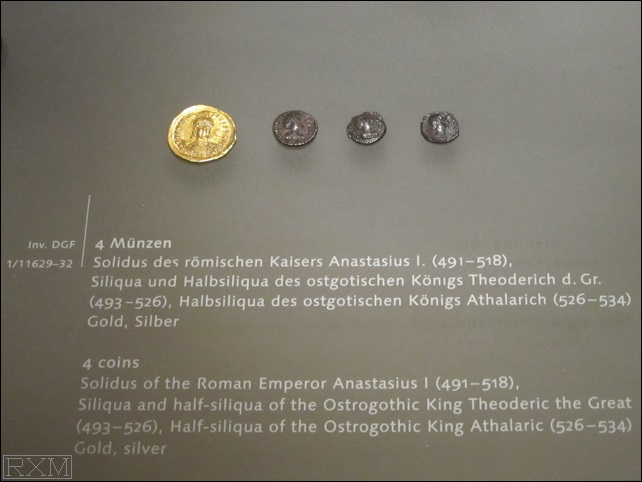 Inv. DGF
1/11629–32
4 Münzen
Solidus des römischen Kaisers Anastasius I. (491–518),
Siliqua und Halbsiliqua des ostgotischen Königs Theoderich d. Gr.
(493–526), Halbsiliqua des ostgotischen Königs Athalarich (526–534)
Gold, Silber
4 coins
Solidus of the Roman Emperor Anastasius I (491–518),
Siliqua and half-siliqua of the Ostrogothic King Theoderic the Great
(493–526), Half-siliqua of the Ostrogothic King Athalaric (526–534)
Gold, silver
RXM